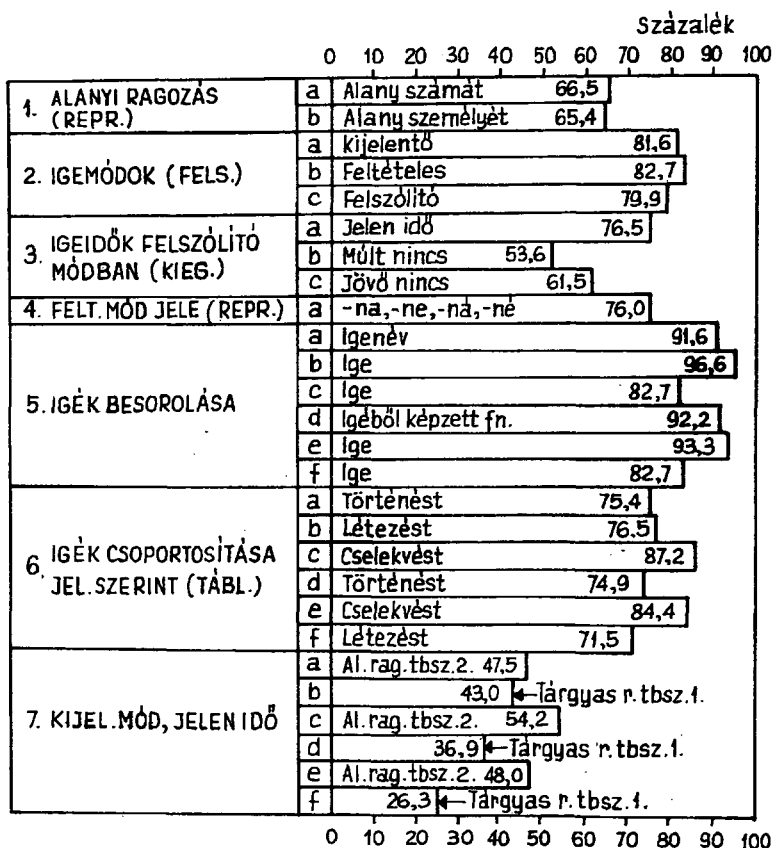 Százalék
0 10 20 30 40 50 60 70 80 90 100
1. ALANYI RAGOZÁS (REPR.)
a Alany számát 66,5
b Alany személyét 65,4
2. IGEMÓDOK (FELS.)
a Kijelentő 81,6
b Feltételes 82,7
c Felszólító 79,9
3. IGEIDŐK FELSZÓLÍTÓ MÓDBAN (KIEG.)
a Jelen idő 76,5
b Múlt nincs 53,6
c Jövő nincs 61,5
4. FELT. MÓD JELE (REPR.)
a -na,-ne,-ná,-né 76,0
5. IGÉK BESOROLÁSA
a Igenév 91,6
b Ige 96,6
c Ige 82,7
d Igéből képzett fn. 92,2
e Ige 93,3
f Ige 82,7
6. IGÉK CSOPORTOSÍTÁSA JEL. SZERINT (TÁBL.)
a Történést 75,4
b Létezést 76,5
c Cselekvést 87,2
d Történést 74,9
e Cselekvést 84,4
f Létezést 71,5
7. KIJEL. MÓD, JELEN IDŐ
a Al.rag.tbsz.2. 47,5
b 43,0 Tárgyas r.tbsz.1.
c Al.rag.tbsz.2. 54,2
d 36,9 Tárgyas r.tbsz.1.
e Al.rag.tbsz.2. 48,0
f 26,3 Tárgyas r.tbsz.1.
0 10 20 30 40 50 60 70 80 90 100